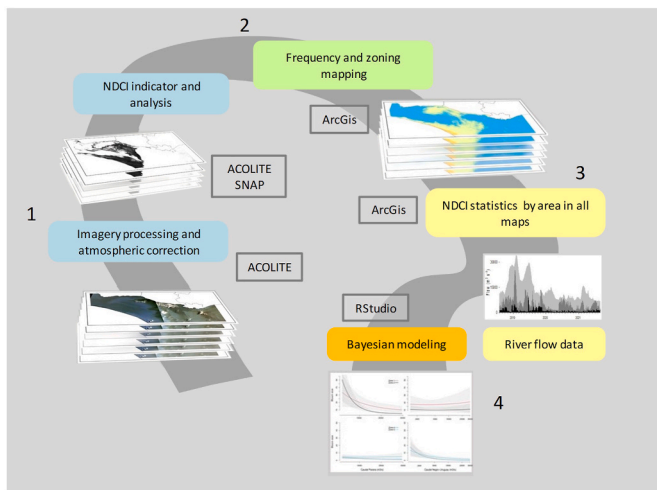 2
Frequency and zoning
mapping
NDCI indicator and
analysis
ArcGis
ACOLITE
SNAP
3
1
ArcGis
NDCI statistics by area in all
maps
Imagery processing and
atmospheric correction
ACOLITE
RStudio
Bayesian modeling
River flow data
4